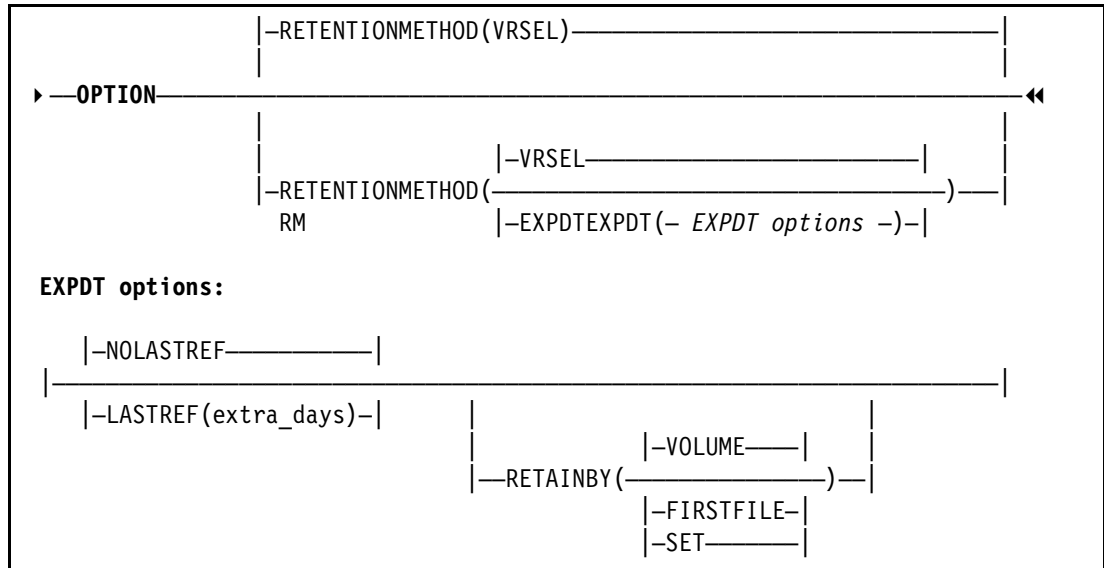 RETENTIONMETHOD(VRSEL)
OPTION
VRSEL
RETENTIONMETHOD( )
RM EXPDTEXPDT(– EXPDT options –)
EXPDT options:
NOLASTREF
LASTREF(extra_days)
VOLUME
RETAINBY( )
FIRSTFILE
SET